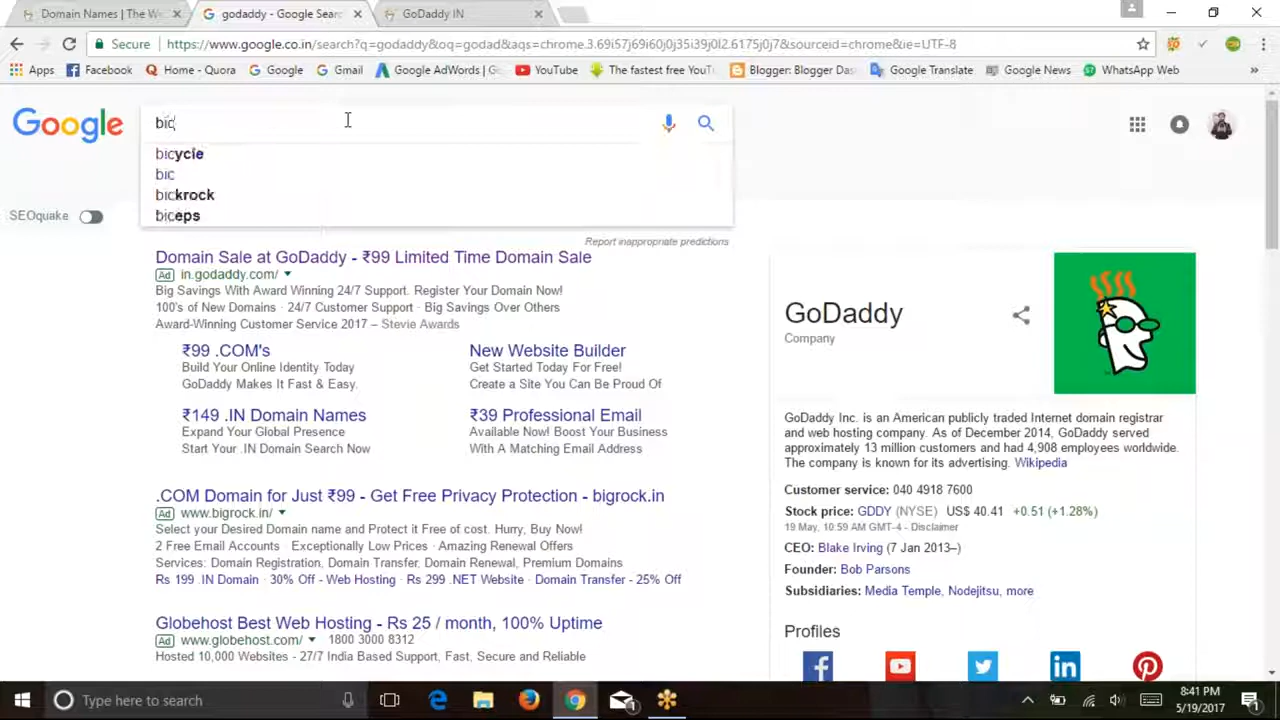 Domain Names | The W
godaddy - Google Sear
GoDaddy IN
Secure
https://www.google.co.in/search?q=godaddy&oq=godad&aqs=chrome.3.69i57j69i60j0j35i39j0l2.6175j0j7&sourceid=chrome&ie=UTF-8
Apps
Facebook
Home - Quora
Google
Gmail
Google AdWords | G
YouTube
The fastest free YouT
Blogger: Blogger Das
Google Translate
Google News
WhatsApp Web
Google
bic
bicycle
bic
bickrock
biceps
SEOquake
Report inappropriate predictions
Domain Sale at GoDaddy - ₹99 Limited Time Domain Sale
Ad in.godaddy.com/
Big Savings With Award Winning 24/7 Support. Register Your Domain Now!
100's of New Domains · 24/7 Customer Support · Big Savings Over Others
Award-Winning Customer Service 2017 – Stevie Awards
₹99 .COM's
Build Your Online Identity Today
GoDaddy Makes It Fast & Easy.
New Website Builder
Get Started Today For Free!
Create a Site You Can Be Proud Of
₹149 .IN Domain Names
Expand Your Global Presence
Start Your .IN Domain Search Now
₹39 Professional Email
Available Now! Boost Your Business
With A Matching Email Address
.COM Domain for Just ₹99 - Get Free Privacy Protection - bigrock.in
Ad www.bigrock.in/
Select your Desired Domain name and Protect it Free of cost. Hurry, Buy Now!
2 Free Email Accounts · Exceptionally Low Prices · Amazing Renewal Offers
Services: Domain Registration, Domain Transfer, Domain Renewal, Premium Domains
Rs 199 .IN Domain · 30% Off - Web Hosting · Rs 299 .NET Website · Domain Transfer - 25% Off
Globehost Best Web Hosting - Rs 25 / month, 100% Uptime
Ad www.globehost.com/ 1800 3000 8312
Hosted 10,000 Websites - 27/7 India Based Support, Fast, Secure and Reliable
GoDaddy
Company
GoDaddy Inc. is an American publicly traded Internet domain registrar
and web hosting company. As of December 2014, GoDaddy served
approximately 13 million customers and had 4,908 employees worldwide.
The company is known for its advertising. Wikipedia
Customer service: 040 4918 7600
Stock price: GDDY (NYSE) US$ 40.41 +0.51 (+1.28%)
19 May, 10:59 AM GMT-4 - Disclaimer
CEO: Blake Irving (7 Jan 2013–)
Founder: Bob Parsons
Subsidiaries: Media Temple, Nodejitsu, more
Profiles
Type here to search
8:41 PM
5/19/2017